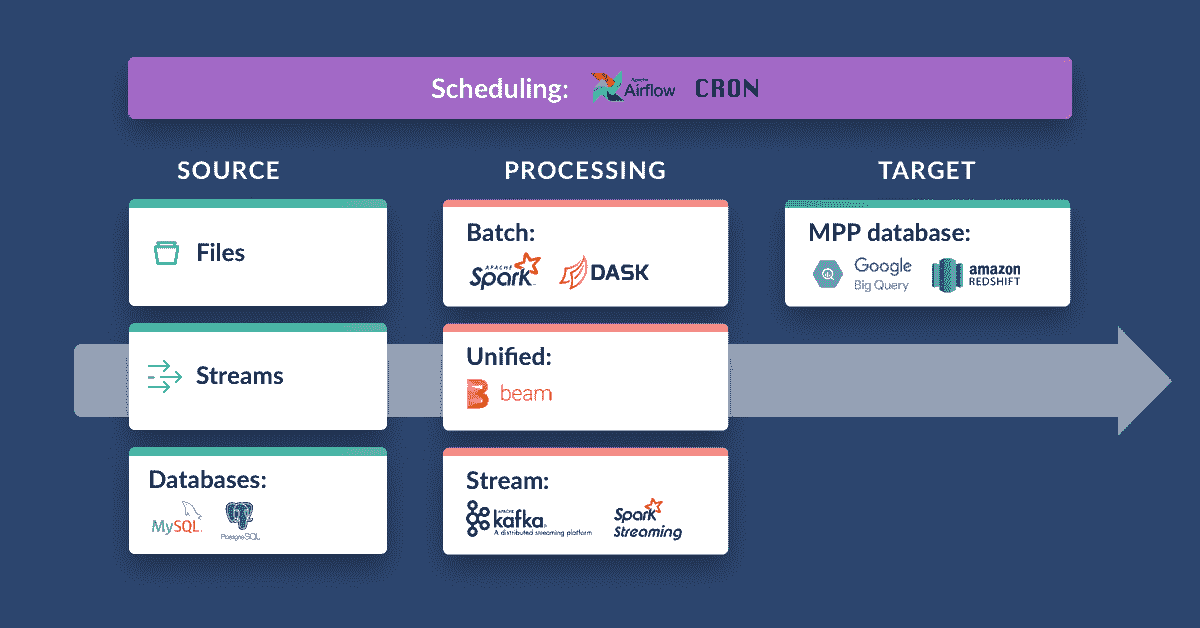 Scheduling: Apache Airflow CRON
SOURCE
PROCESSING
TARGET
Files
Streams
Databases:
MySQL
PostgreSQL
Batch:
APACHE
Spark
DASK
Unified:
beam
Stream:
APACHE
kafka
A distributed streaming platform
Spark
Streaming
MPP database:
Google
Big Query
amazon
REDSHIFT